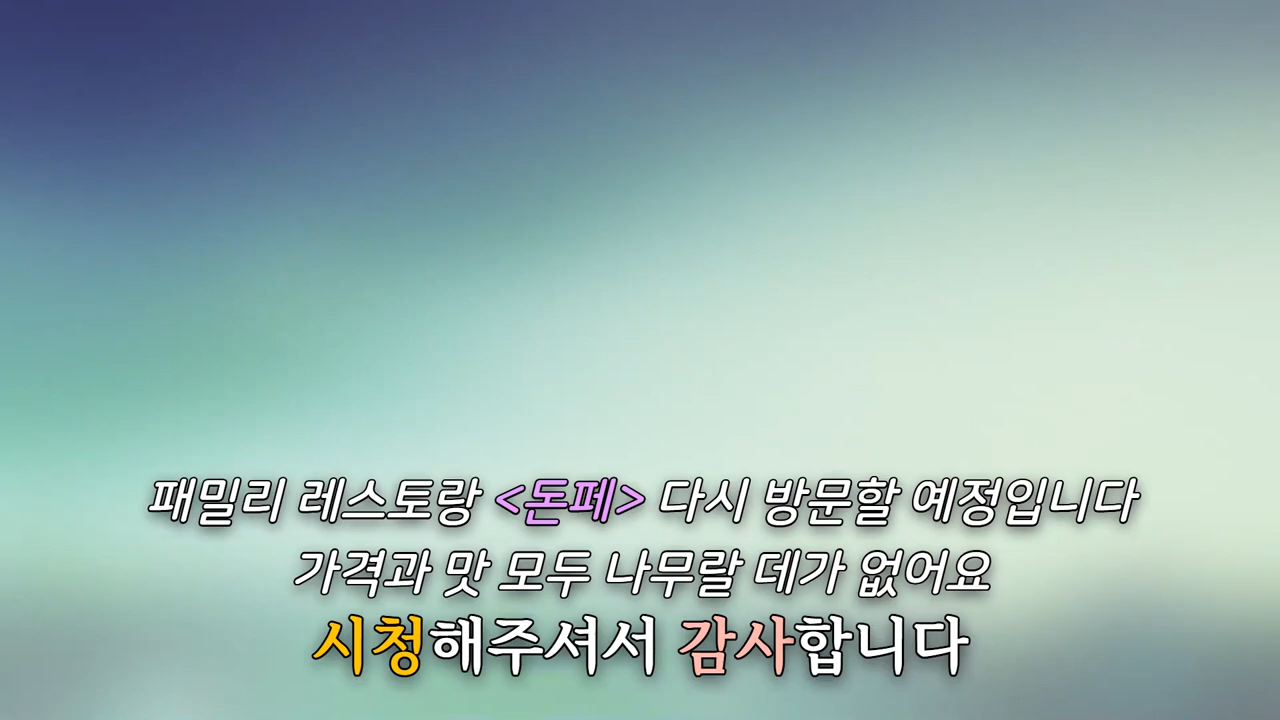 패밀리 레스토랑 <돈페> 다시 방문할 예정입니다
가격과 맛 모두 나무랄 데가 없어요
시청해주셔서 감사합니다